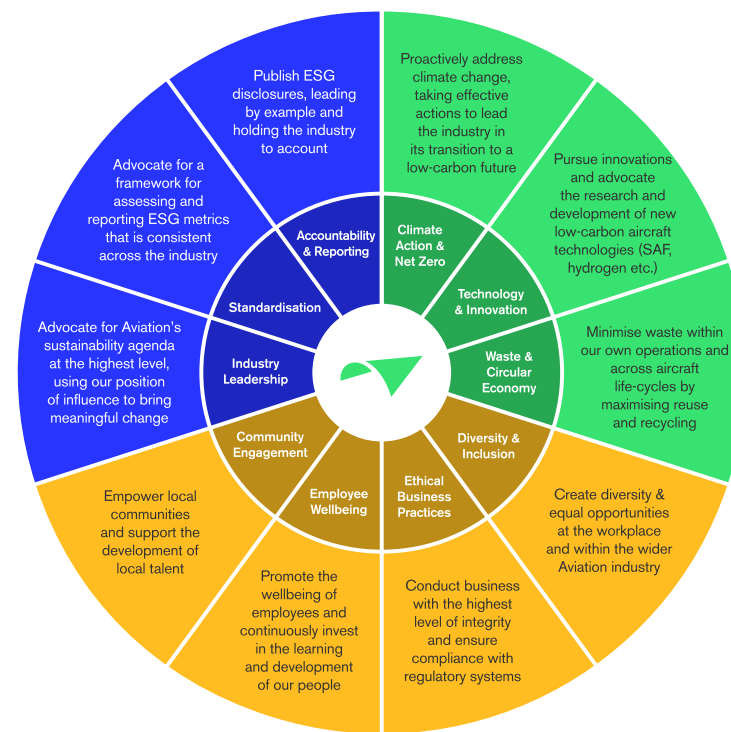 Proactively address
climate change,
taking effective
actions to lead
the industry in
its transition to a
low-carbon future
Climate
Action &
Net Zero
Pursue innovations
and advocate
the research and
development of new
low-carbon aircraft
technologies (SAF,
hydrogen etc.)
Technology
& Innovation
Minimise waste within
our own operations and
across aircraft
life-cycles by
maximising reuse
and recycling
Waste &
Circular
Economy
Create diversity &
equal opportunities
at the workplace
and within the wider
Aviation industry
Diversity &
Inclusion
Conduct business
with the highest
level of integrity
and ensure
compliance with
regulatory systems
Ethical
Business
Practices
Promote the
wellbeing of
employees and
continuously invest
in the learning
and development
of our people
Employee
Wellbeing
Empower local
communities
and support the
development of
local talent
Community
Engagement
Advocate for Aviation's
sustainability agenda
at the highest level,
using our position
of influence to bring
meaningful change
Industry
Leadership
Advocate for a
framework for
assessing and
reporting ESG metrics
that is consistent
across the industry
Standardisation
Publish ESG
disclosures, leading
by example and
holding the industry
to account
Accountability
& Reporting